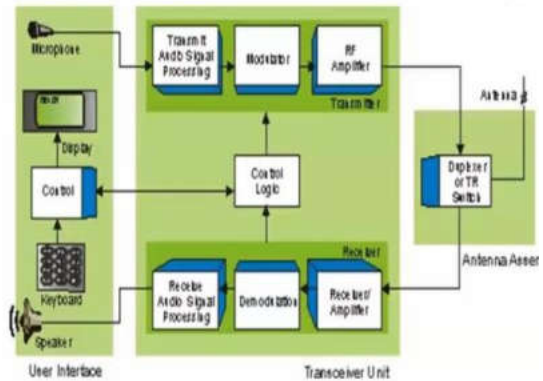 Microphone
Transmit
Audio Signal
Processing
Modulator
RF
Amplifier
Transmitter
Antenna
Display
Control
Control
Logic
Duplexer
or TR
Switch
Antenna Assem
Keyboard
Receiver
Receive
Audio Signal
Processing
Demodulation
Receiver/
Amplifier
Speaker
User Interface
Transceiver Unit